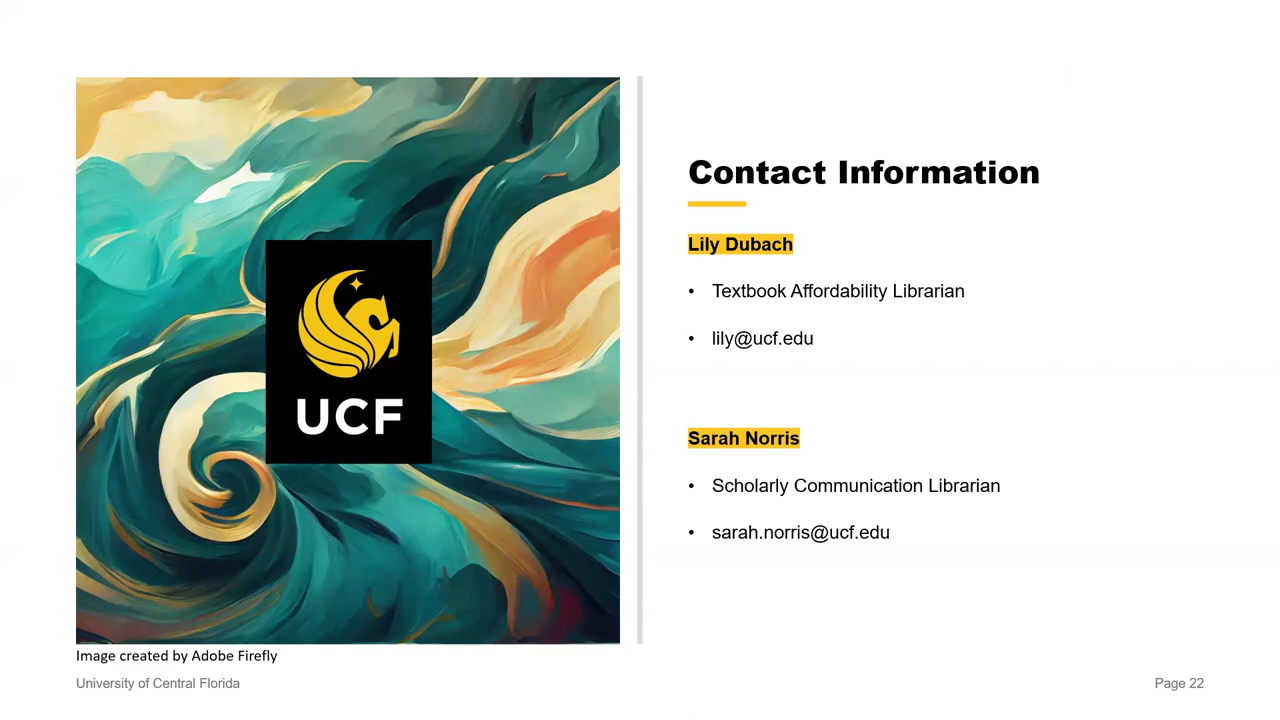 UCF
Image created by Adobe Firefly
Contact Information
Lily Dubach
• Textbook Affordability Librarian
• lily@ucf.edu
Sarah Norris
• Scholarly Communication Librarian
• sarah.norris@ucf.edu
University of Central Florida
Page 22